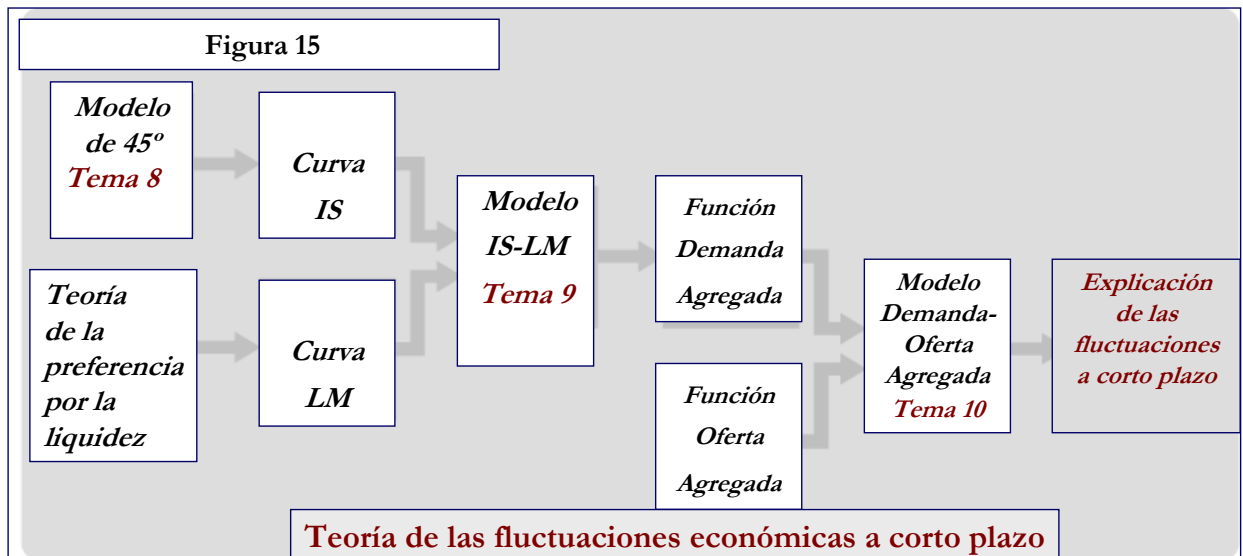 Figura 15
Modelo
de 45º
Tema 8
Curva
IS
Teoría
de la
preferencia
por la
liquidez
Curva
LM
Modelo
IS-LM
Tema 9
Función
Demanda
Agregada
Función
Oferta
Agregada
Modelo
Demanda-
Oferta
Agregada
Tema 10
Explicación
de las
fluctuaciones
a corto plazo
Teoría de las fluctuaciones económicas a corto plazo